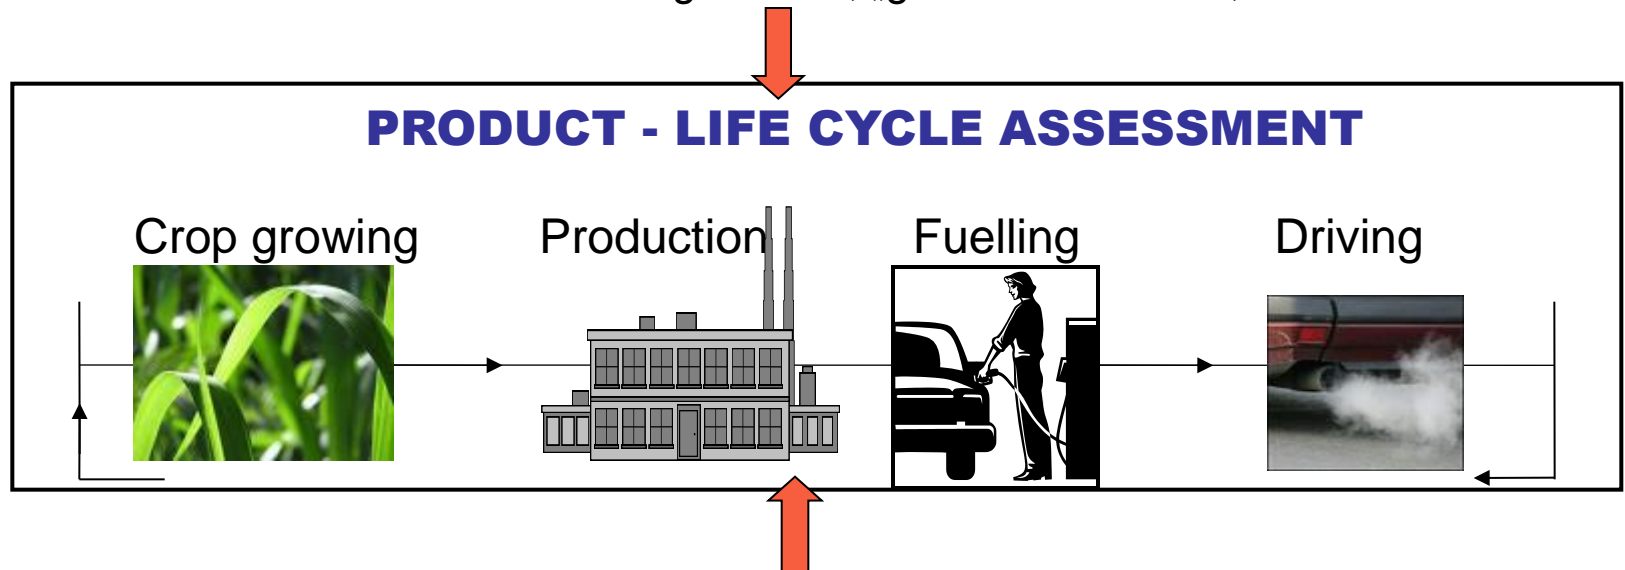 PRODUCT - LIFE CYCLE ASSESSMENT
Crop growing Production Fuelling Driving